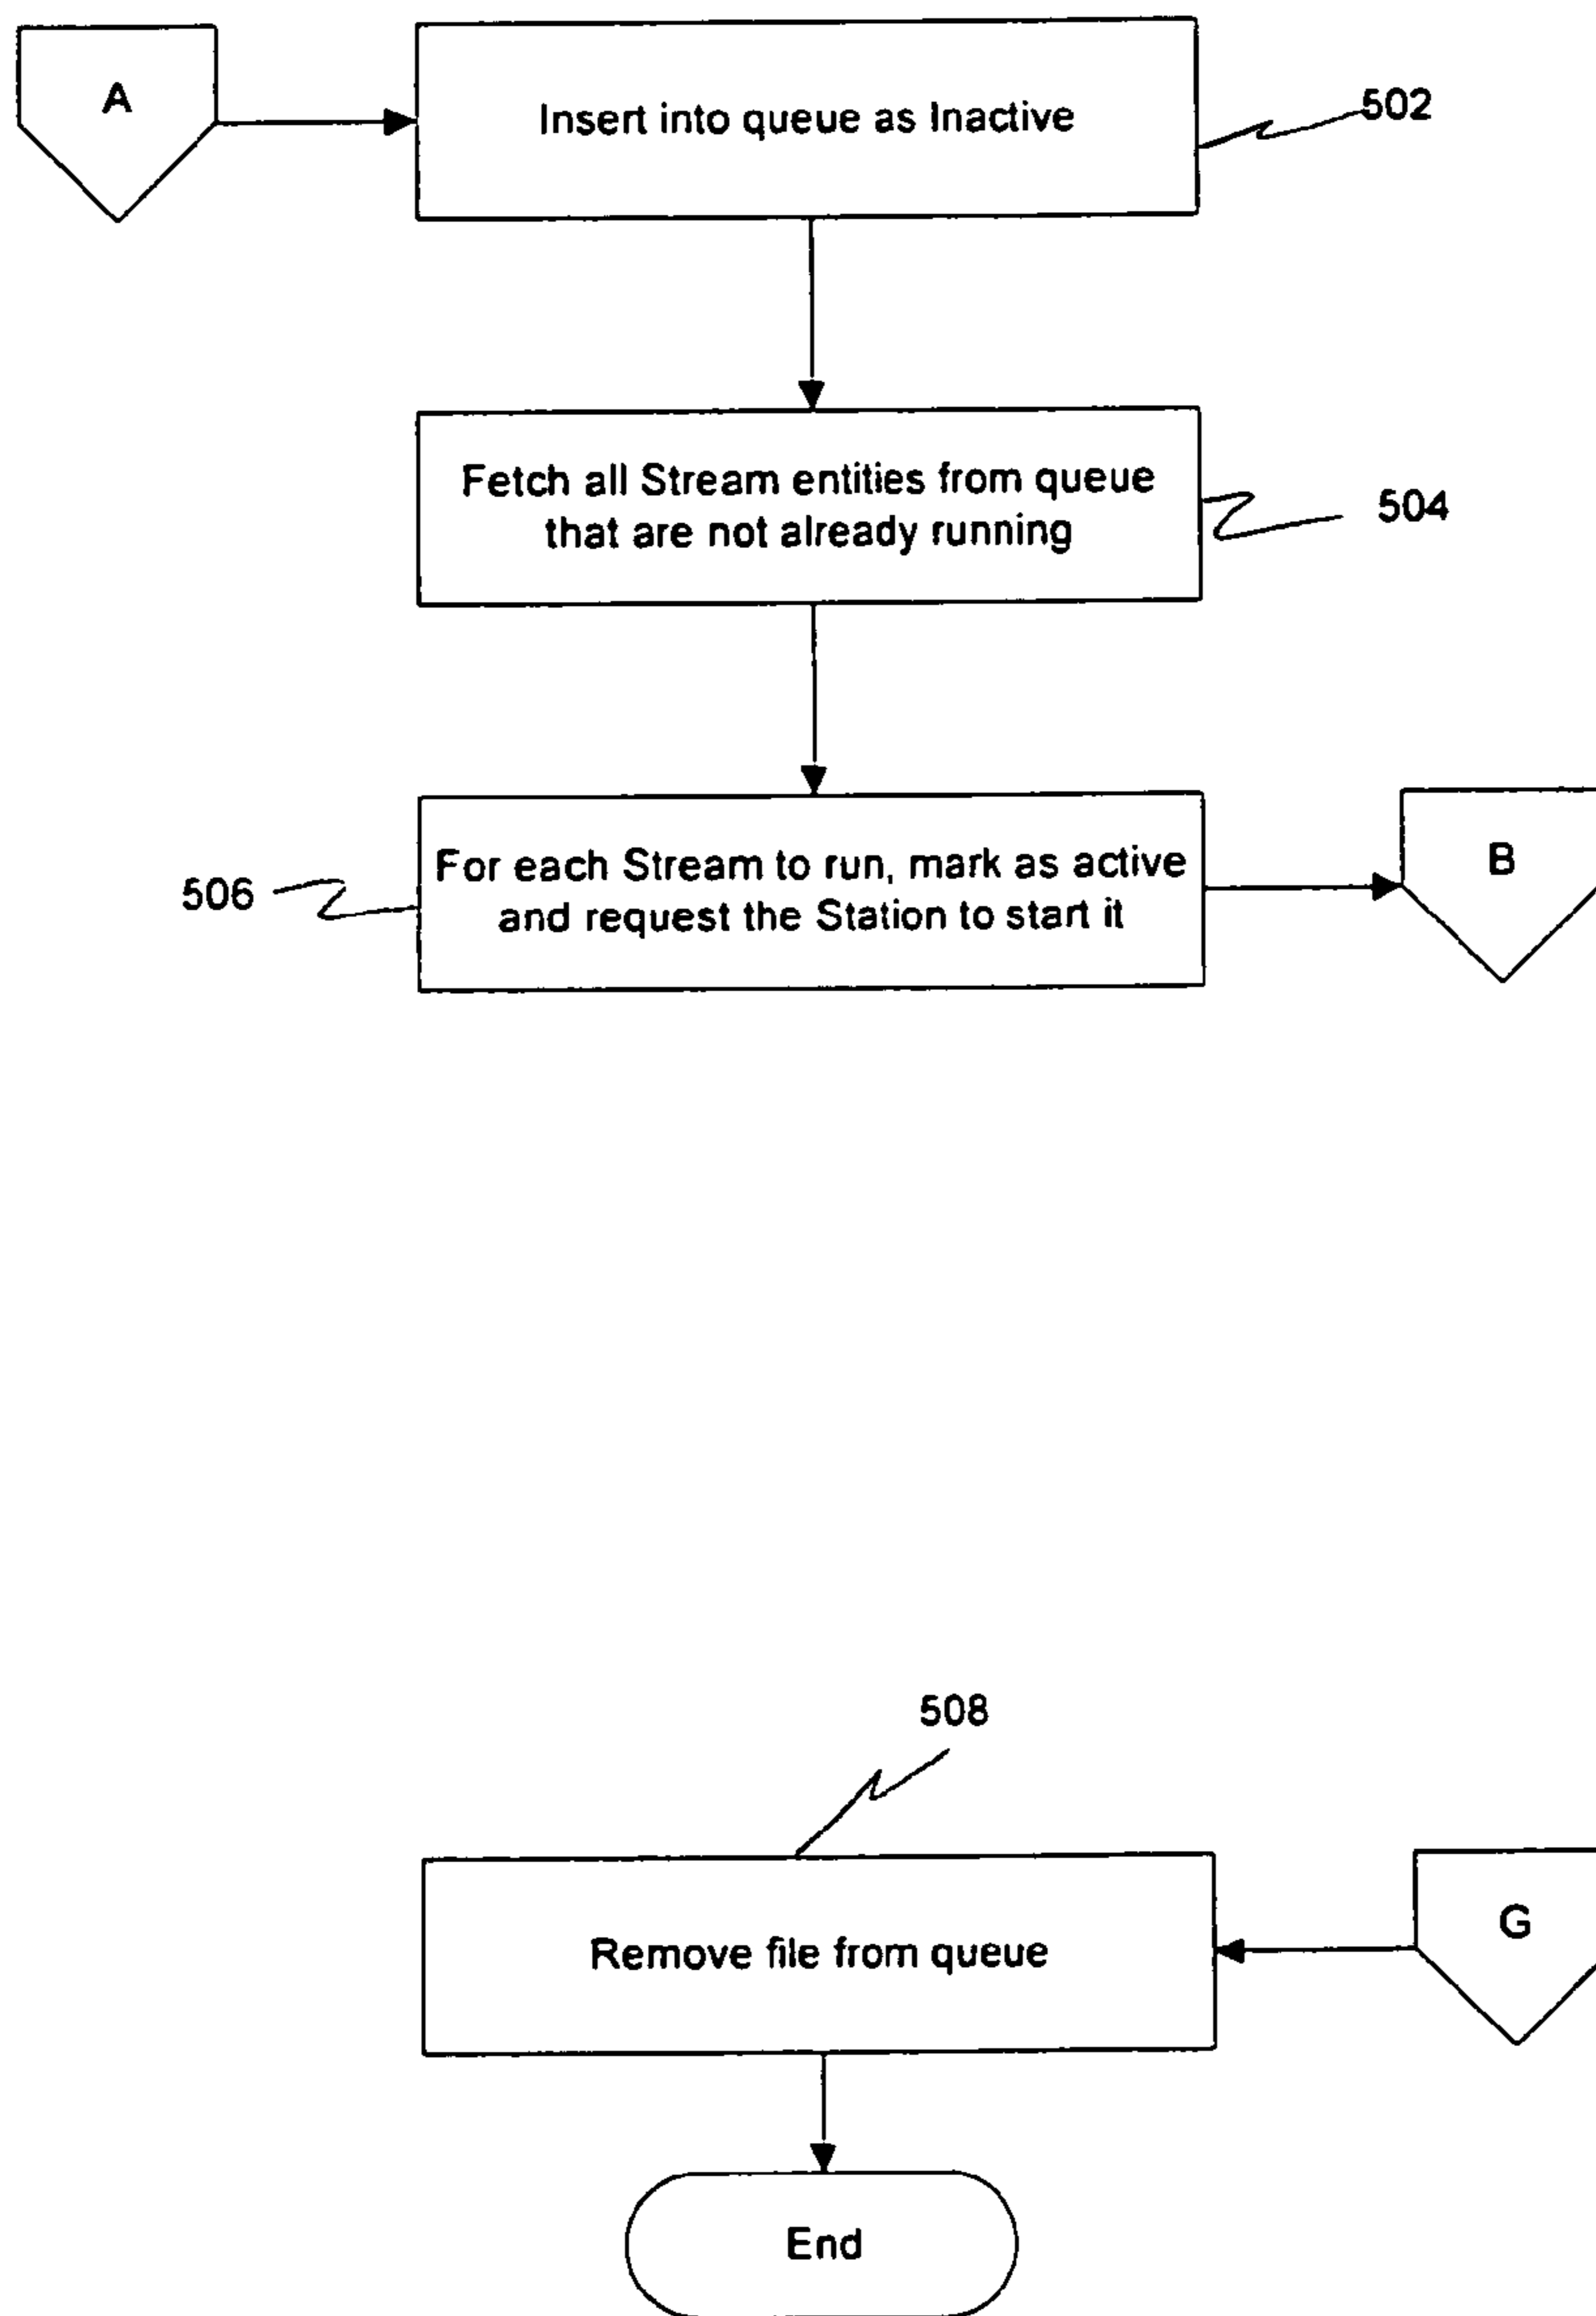 A
Insert into queue as Inactive
502
Fetch all Stream entities from queue
that are not already running
504
506
For each Stream to run, mark as active
and request the Station to start it
B
508
Remove file from queue
G
End